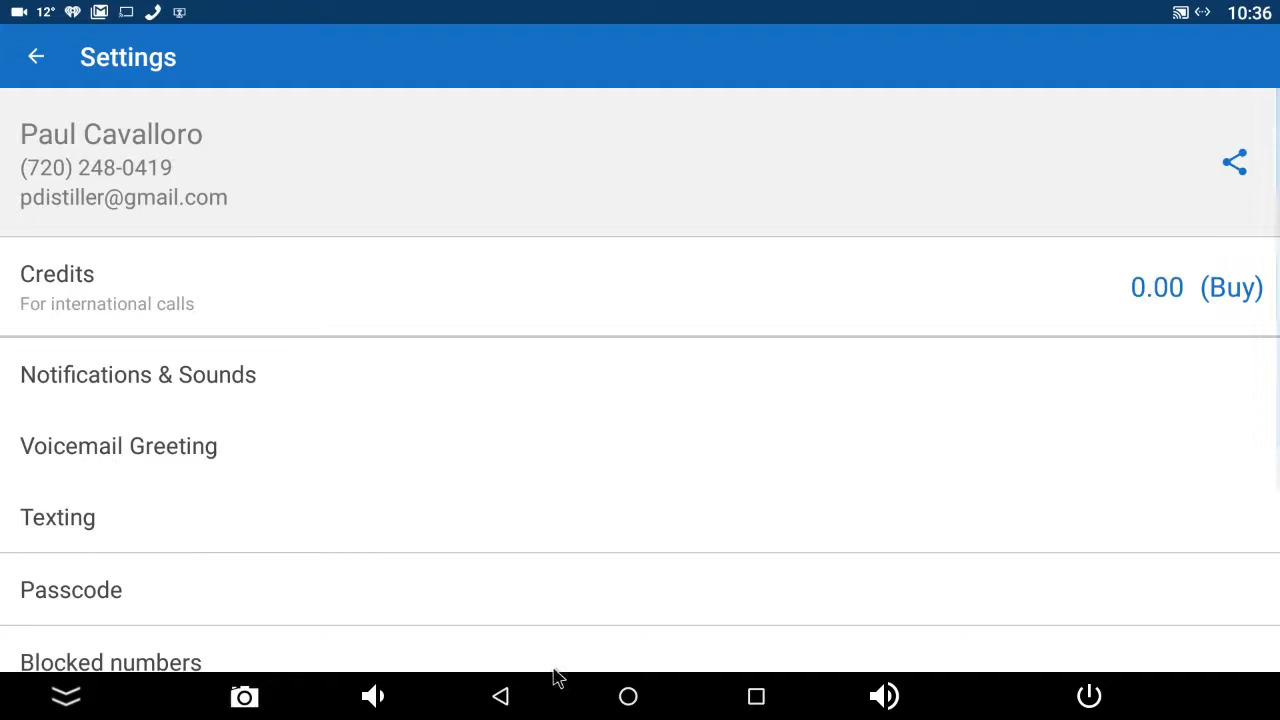 12° 10:36
Settings
Paul Cavalloro
(720) 248-0419
pdistiller@gmail.com
Credits
For international calls
0.00 (Buy)
Notifications & Sounds
Voicemail Greeting
Texting
Passcode
Blocked numbers